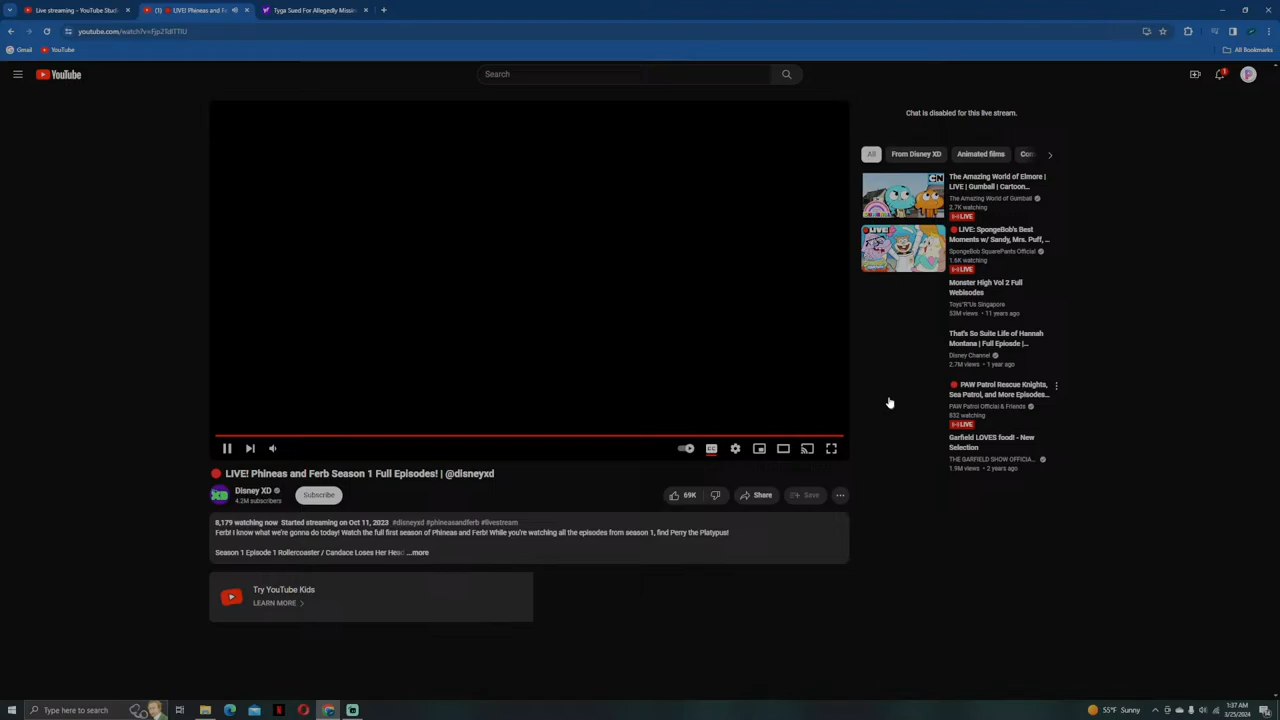 Live streaming - YouTube Stud
(1) 🔴 LIVE! Phineas and Fe
Tyga Sued For Allegedly Missin
youtube.com/watch?v=Fjp2TdlTTlU
Gmail
YouTube
All Bookmarks
YouTube
Search
1
P
Chat is disabled for this live stream.
All
From Disney XD
Animated films
Con
CN
The Amazing World of Elmore |
LIVE | Gumball | Cartoon...
The Amazing World of Gumball
2.7K watching
LIVE
LIVE!
🔴LIVE: SpongeBob's Best
Moments w/ Sandy, Mrs. Puff, ...
SpongeBob SquarePants Official
1.6K watching
LIVE
Monster High Vol 2 Full
Webisodes
Toys"R"Us Singapore
53M views • 11 years ago
That's So Suite Life of Hannah
Montana | Full Episode |...
Disney Channel
2.7M views • 1 year ago
🔴 PAW Patrol Rescue Knights,
Sea Patrol, and More Episodes...
PAW Patrol Official & Friends
832 watching
LIVE
Garfield LOVES food! - New
Selection
THE GARFIELD SHOW OFFICIA...
1.9M views • 2 years ago
CC
🔴 LIVE! Phineas and Ferb Season 1 Full Episodes! | @disneyxd
XD
Disney XD
4.2M subscribers
Subscribe
69K
Share
Save
8,179 watching now Started streaming on Oct 11, 2023 #disneyxd #phineasandferb #livestream
Ferb! I know what we're gonna do today! Watch the full first season of Phineas and Ferb! While you're watching all the episodes from season 1, find Perry the Platypus!
Season 1 Episode 1 Rollercoaster / Candace Loses Her Head ...more
Try YouTube Kids
LEARN MORE
Type here to search
55°F Sunny
1:37 AM
3/25/2024